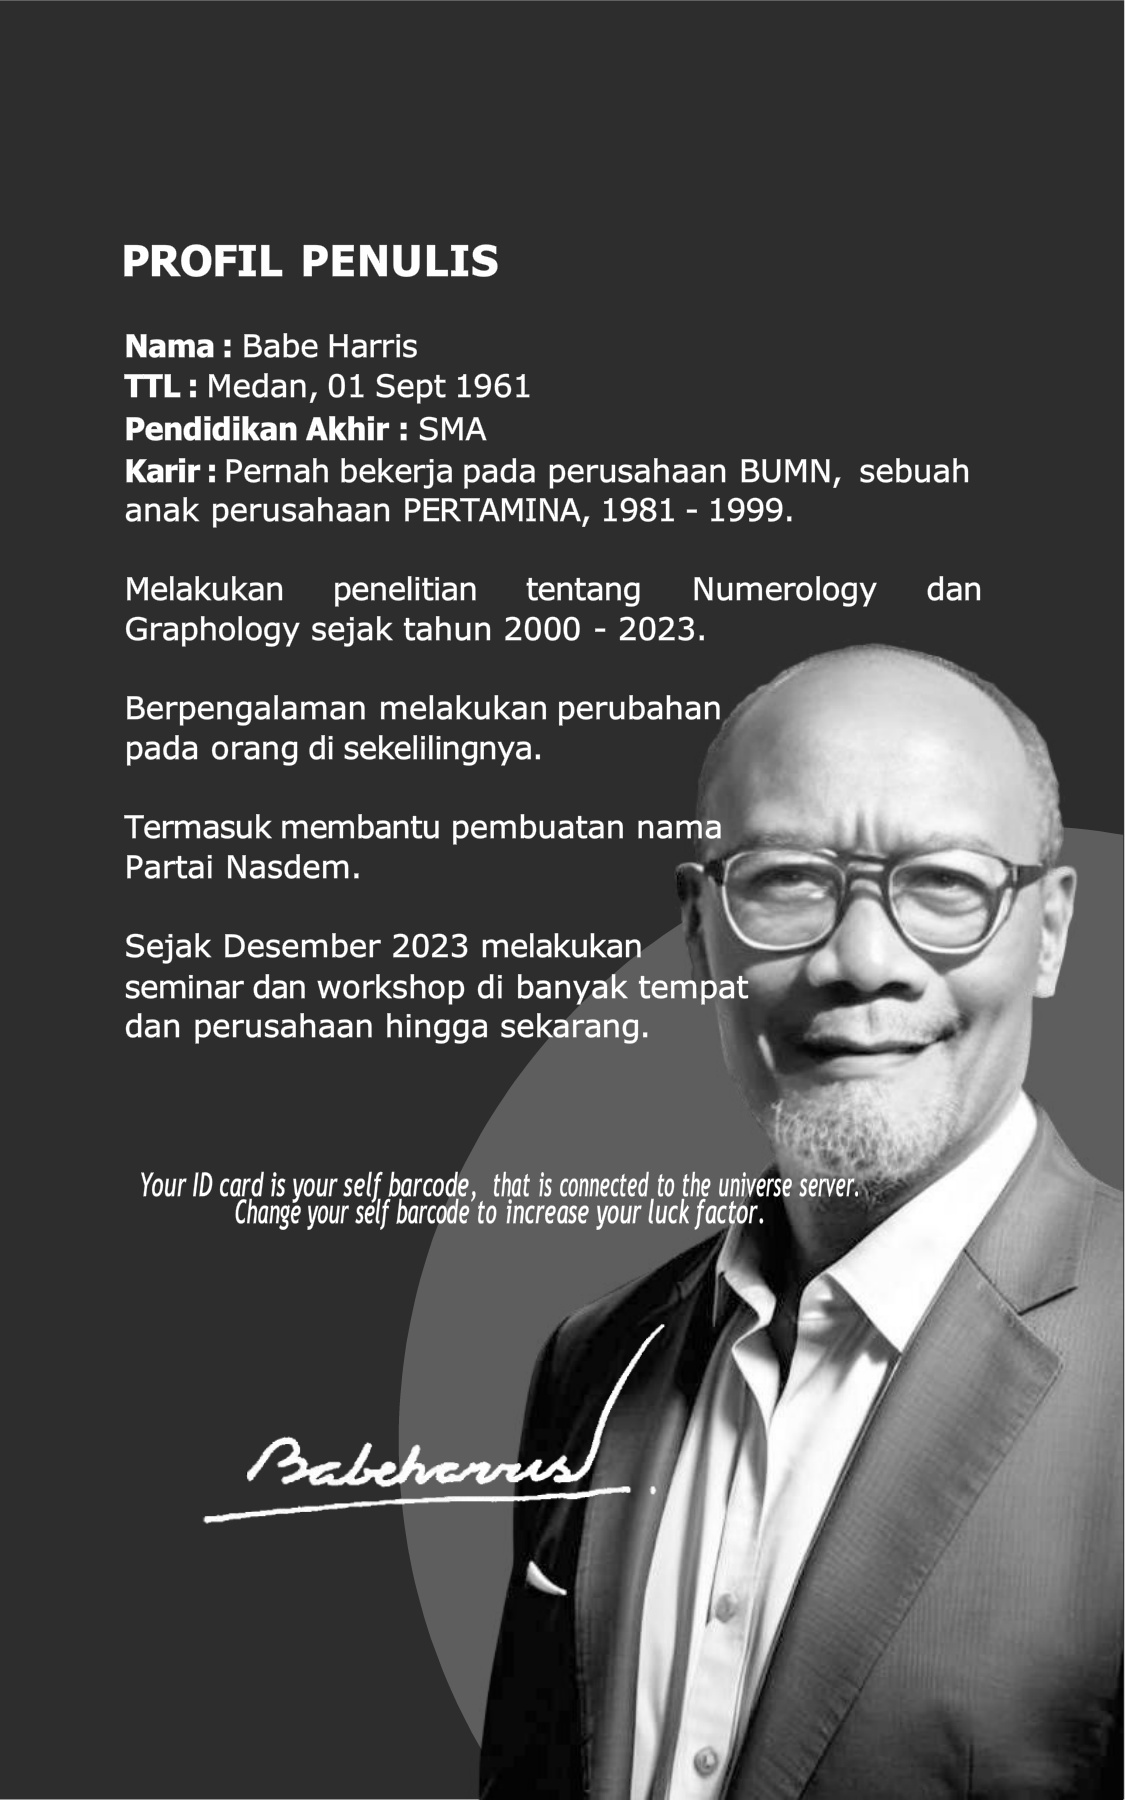 PROFIL PENULIS
Nama : Babe Harris
TTL : Medan, 01 Sept 1961
Pendidikan Akhir : SMA
Karir : Pernah bekerja pada perusahaan BUMN, sebuah
anak perusahaan PERTAMINA, 1981 - 1999.
Melakukan penelitian tentang Numerology dan
Graphology sejak tahun 2000 - 2023.
Berpengalaman melakukan perubahan
pada orang di sekelilingnya.
Termasuk membantu pembuatan nama
Partai Nasdem.
Sejak Desember 2023 melakukan
seminar dan workshop di banyak tempat
dan perusahaan hingga sekarang.
Your ID card is your self barcode, that is connected to the universe server.
Change your self barcode to increase your luck factor.
Babeharris